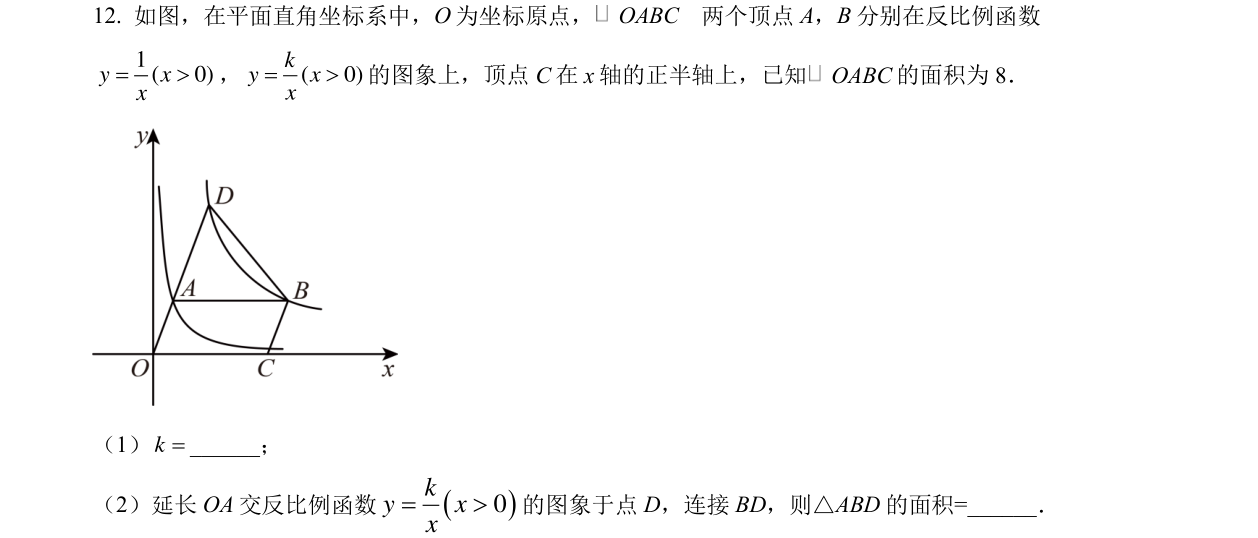 12. 如图，在平面直角坐标系中，O 为坐标原点，□ OABC 两个顶点 A，B 分别在反比例函数
y = 1/x (x > 0)，y = k/x (x > 0) 的图象上，顶点 C 在 x 轴的正半轴上，已知□ OABC 的面积为 8．
y
D
A
B
O
C
x
（1）k = ______；
（2）延长 OA 交反比例函数 y = k/x (x > 0) 的图象于点 D，连接 BD，则△ABD 的面积=______．